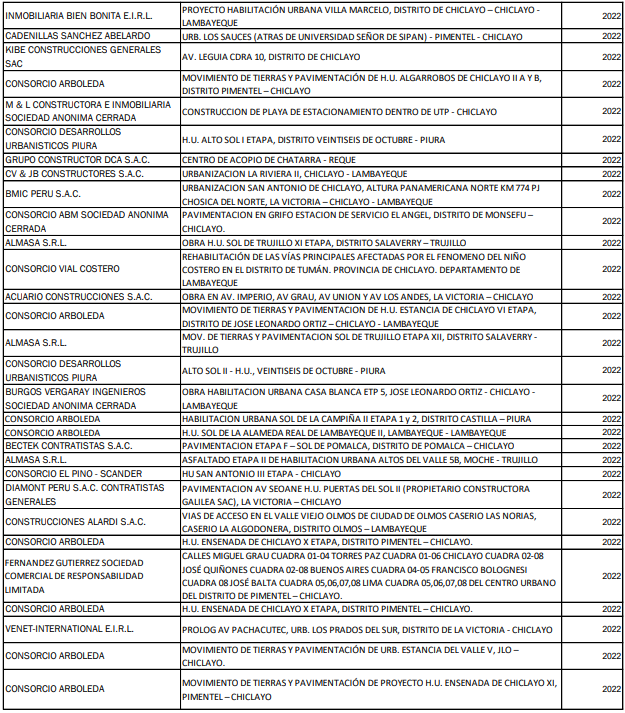 INMOBILIARIA BIEN BONITA E.I.R.L. PROYECTO HABILITACIÓN URBANA VILLA MARCELO, DISTRITO DE CHICLAYO – CHICLAYO - LAMBAYEQUE 2022
CADENILLAS SANCHEZ ABELARDO URB. LOS SAUCES (ATRAS DE UNIVERSIDAD SEÑOR DE SIPAN) - PIMENTEL - CHICLAYO 2022
KIBE CONSTRUCCIONES GENERALES SAC AV. LEGUIA CDRA 10, DISTRITO DE CHICLAYO 2022
CONSORCIO ARBOLEDA MOVIMIENTO DE TIERRAS Y PAVIMENTACIÓN DE H.U. ALGARROBOS DE CHICLAYO II A Y B, DISTRITO PIMENTEL – CHICLAYO 2022
M & L CONSTRUCTORA E INMOBILIARIA SOCIEDAD ANONIMA CERRADA CONSTRUCCION DE PLAYA DE ESTACIONAMIENTO DENTRO DE UTP - CHICLAYO 2022
CONSORCIO DESARROLLOS URBANISTICOS PIURA H.U. ALTO SOL I ETAPA, DISTRITO VEINTISEIS DE OCTUBRE - PIURA 2022
GRUPO CONSTRUCTOR DCA S.A.C. CENTRO DE ACOPIO DE CHATARRA - REQUE 2022
CV & JB CONSTRUCTORES S.A.C. URBANIZACION LA RIVIERA II, CHICLAYO - LAMBAYEQUE 2022
BMIC PERU S.A.C. URBANIZACION SAN ANTONIO DE CHICLAYO, ALTURA PANAMERICANA NORTE KM 774 PJ CHOSICA DEL NORTE, LA VICTORIA – CHICLAYO - LAMBAYEQUE 2022
CONSORCIO ABM SOCIEDAD ANONIMA CERRADA PAVIMENTACION EN GRIFO ESTACION DE SERVICIO EL ANGEL, DISTRITO DE MONSEFU – CHICLAYO. 2022
ALMASA S.R.L. OBRA H.U. SOL DE TRUJILLO XI ETAPA, DISTRITO SALAVERRY – TRUJILLO 2022
CONSORCIO VIAL COSTERO REHABILITACIÓN DE LAS VÍAS PRINCIPALES AFECTADAS POR EL FENOMENO DEL NIÑO COSTERO EN EL DISTRITO DE TUMÁN. PROVINCIA DE CHICLAYO. DEPARTAMENTO DE LAMBAYEQUE 2022
ACUARIO CONSTRUCCIONES S.A.C. OBRA EN AV. IMPERIO, AV GRAU, AV UNION Y AV LOS ANDES, LA VICTORIA – CHICLAYO 2022
CONSORCIO ARBOLEDA MOVIMIENTO DE TIERRAS Y PAVIMENTACION DE H.U. ESTANCIA DE CHICLAYO VI ETAPA, DISTRITO DE JOSE LEONARDO ORTIZ – CHICLAYO - LAMBAYEQUE 2022
ALMASA S.R.L. MOV. DE TIERRAS Y PAVIMENTACION SOL DE TRUJILLO ETAPA XII, DISTRITO SALAVERRY - TRUJILLO 2022
CONSORCIO DESARROLLOS URBANISTICOS PIURA ALTO SOL II - H.U., VEINTISEIS DE OCTUBRE - PIURA 2022
BURGOS VERGARAY INGENIEROS SOCIEDAD ANONIMA CERRADA OBRA HABILITACION URBANA CASA BLANCA ETP 5, JOSE LEONARDO ORTIZ - CHICLAYO - LAMBAYEQUE 2022
CONSORCIO ARBOLEDA HABILITACION URBANA SOL DE LA CAMPIÑA II ETAPA 1 y 2, DISTRITO CASTILLA – PIURA 2022
CONSORCIO ARBOLEDA H.U. SOL DE LA ALAMEDA REAL DE LAMBAYEQUE II, LAMBAYEQUE - LAMBAYEQUE 2022
BECTEK CONTRATISTAS S.A.C. PAVIMENTACION ETAPA F – SOL DE POMALCA, DISTRITO DE POMALCA – CHICLAYO 2022
ALMASA S.R.L. ASFALTADO ETAPA II DE HABILITACION URBANA ALTOS DEL VALLE 5B, MOCHE - TRUJILLO 2022
CONSORCIO EL PINO - SCANDER HU SAN ANTONIO III ETAPA - CHICLAYO 2022
DIAMONT PERU S.A.C. CONTRATISTAS GENERALES PAVIMENTACION AV SEOANE H.U. PUERTAS DEL SOL II (PROPIETARIO CONSTRUCTORA GALILEA SAC), LA VICTORIA – CHICLAYO 2022
CONSTRUCCIONES ALARDI S.A.C. VIAS DE ACCCESO EN EL VALLE VIEJO OLMOS DE CIUDAD DE OLMOS CASERIO LAS NORIAS, CASERIO LA ALGODONERA, DISTRITO OLMOS – LAMBAYEQUE 2022
CONSORCIO ARBOLEDA H.U. ENSENADA DE CHICLAYO X ETAPA, DISTRITO PIMENTEL – CHICLAYO. 2022
FERNANDEZ GUTIERREZ SOCIEDAD COMERCIAL DE RESPONSABILIDAD LIMITADA CALLES MIGUEL GRAU CUADRA 01-04 TORRES PAZ CUADRA 01-06 CHICLAYO CUADRA 02-08 JOSÉ QUIÑONES CUADRA 02-08 BUENOS AIRES CUADRA 04-05 FRANCISCO BOLOGNESI CUADRA 08 JOSÉ BALTA CUADRA 05,06,07,08 LIMA CUADRA 05,06,07,08 DEL CENTRO URBANO DEL DISTRITO DE PIMENTEL – CHICLAYO. 2022
CONSORCIO ARBOLEDA H.U. ENSENADA DE CHICLAYO X ETAPA, DISTRITO PIMENTEL – CHICLAYO. 2022
VENET-INTERNATIONAL E.I.R.L. PROLOG AV PACHACUTEC, URB. LOS PRADOS DEL SUR, DISTRITO DE LA VICTORIA - CHICLAYO 2022
CONSORCIO ARBOLEDA MOVIMIENTO DE TIERRAS Y PAVIMENTACIÓN DE URB. ESTANCIA DEL VALLE V, JLO – CHICLAYO. 2022
CONSORCIO ARBOLEDA MOVIMIENTO DE TIERRAS Y PAVIMENTACIÓN DE PROYECTO H.U. ENSENADA DE CHICLAYO XI, PIMENTEL – CHICLAYO 2022